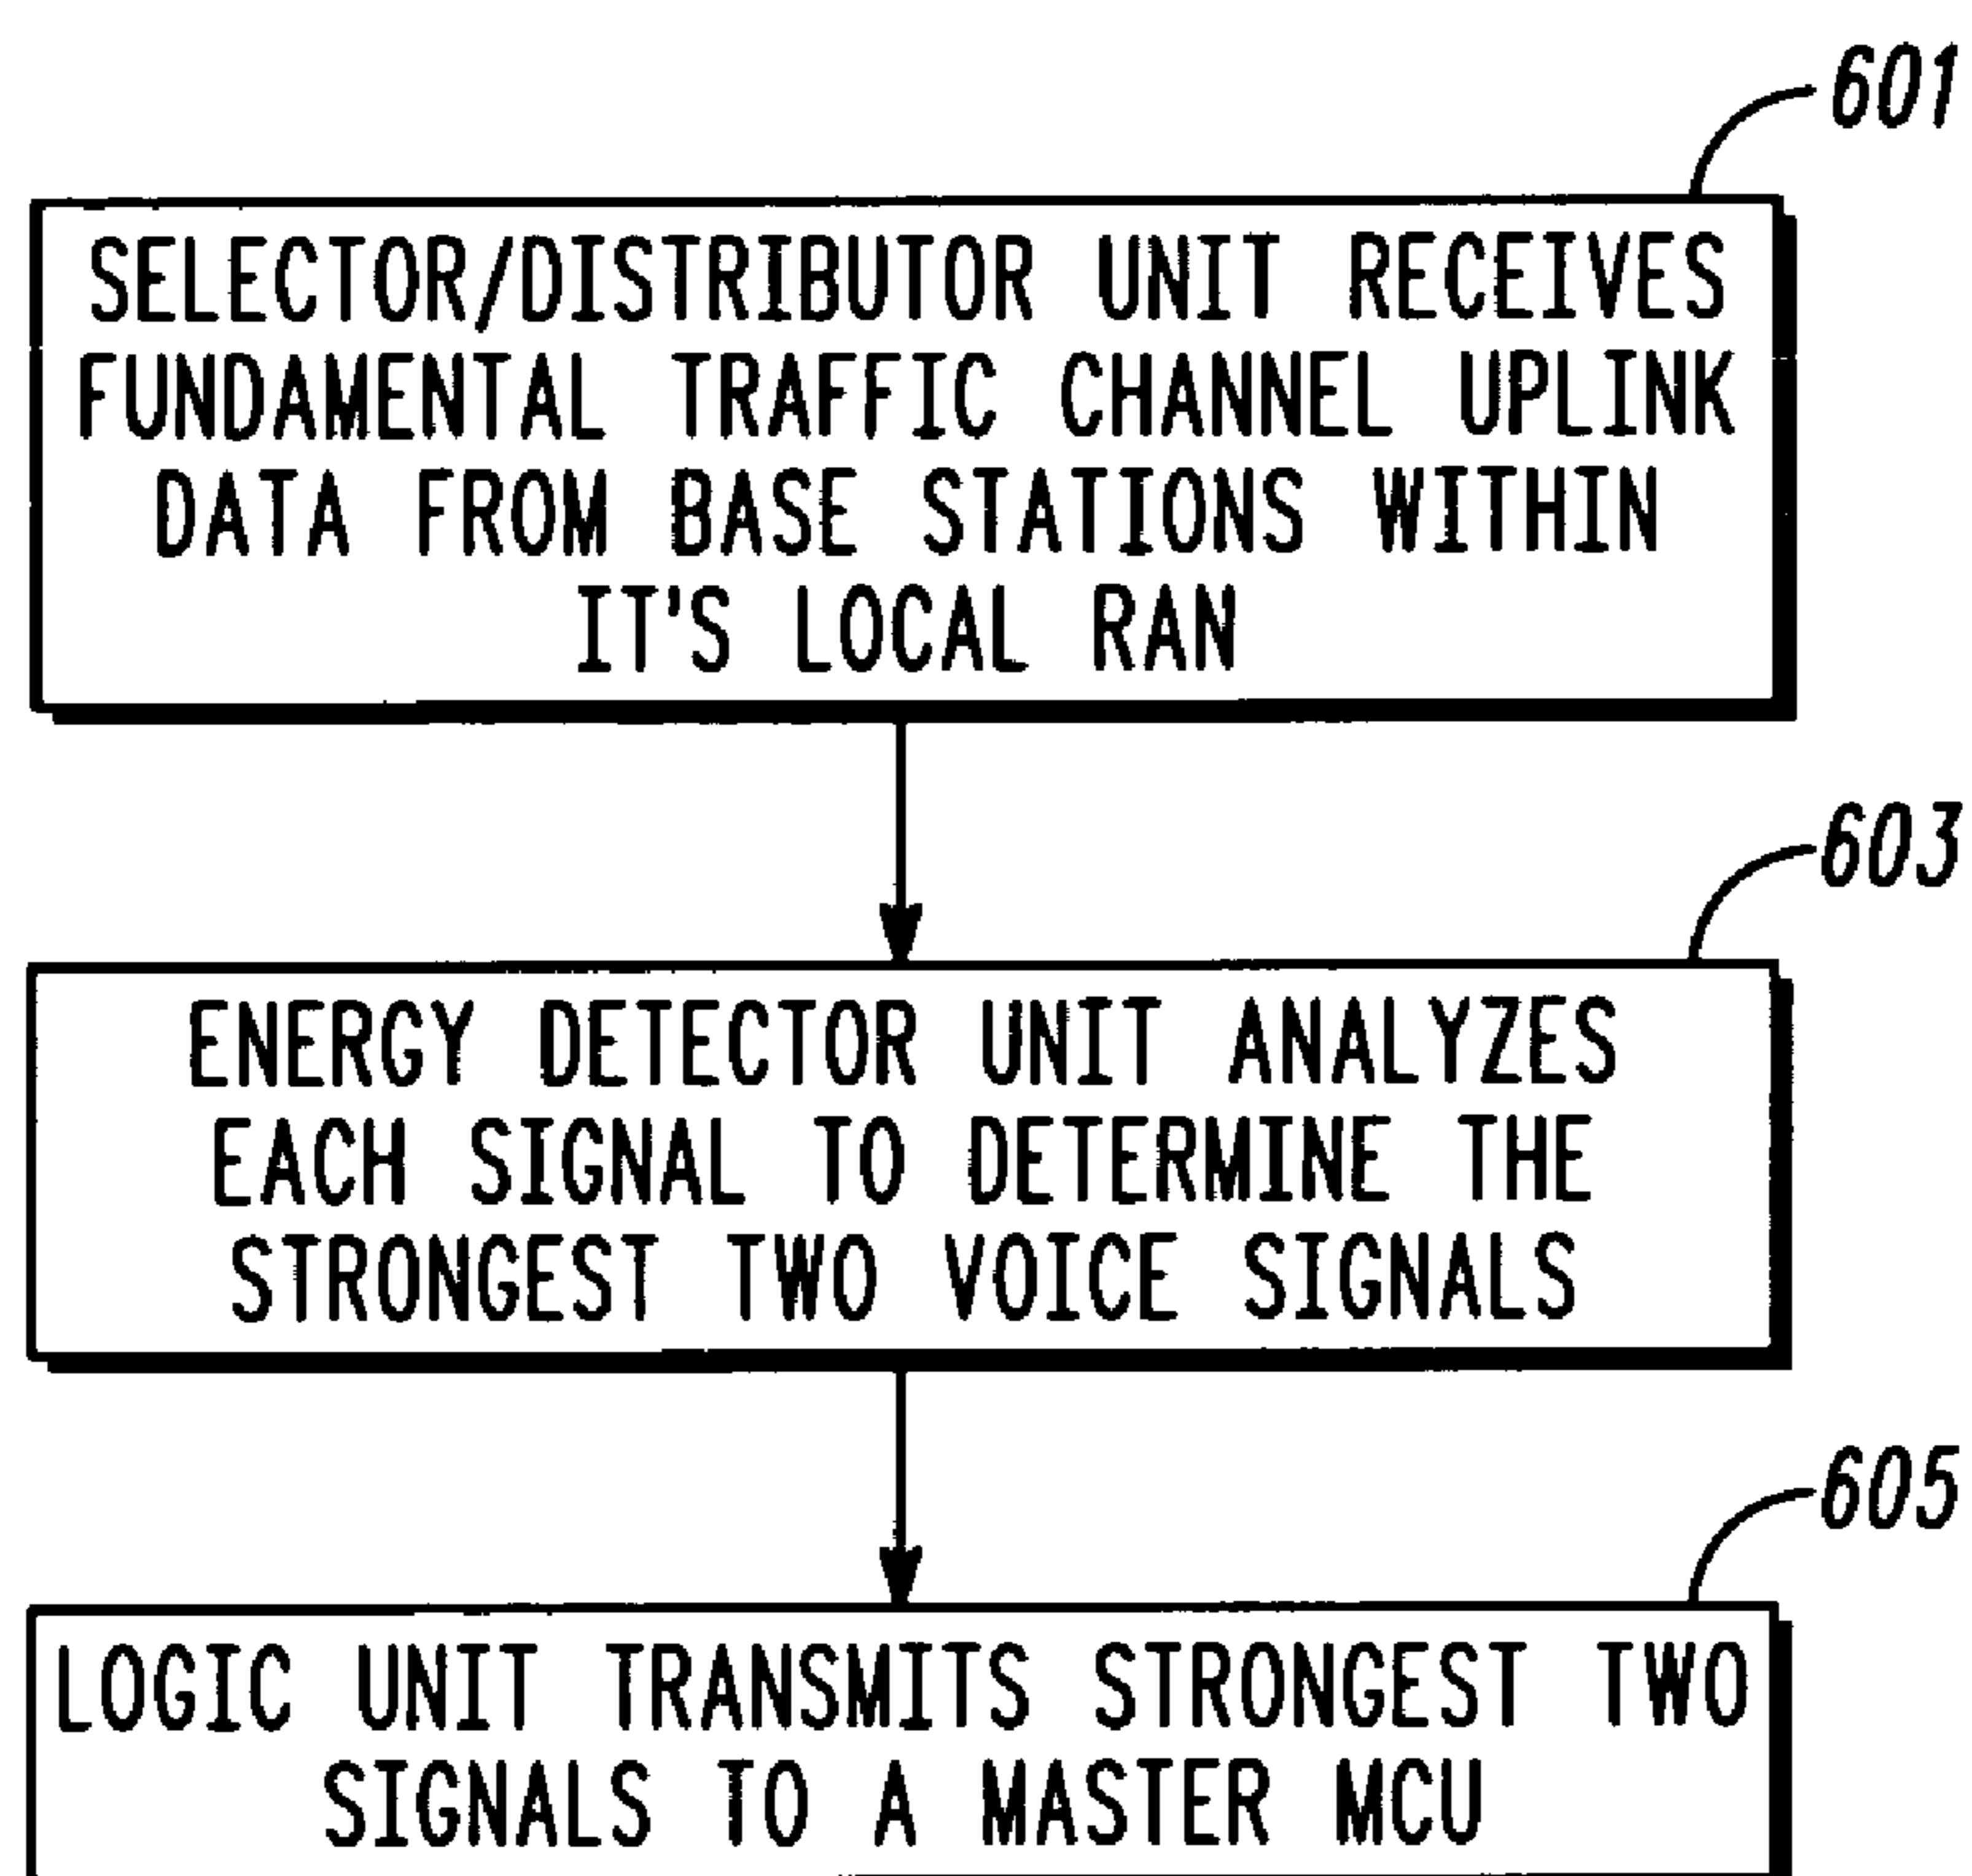 601
SELECTOR/DISTRIBUTOR UNIT RECEIVES
FUNDAMENTAL TRAFFIC CHANNEL UPLINK
DATA FROM BASE STATIONS WITHIN
IT'S LOCAL RAN
603
ENERGY DETECTOR UNIT ANALYZES
EACH SIGNAL TO DETERMINE THE
STRONGEST TWO VOICE SIGNALS
605
LOGIC UNIT TRANSMITS STRONGEST TWO
SIGNALS TO A MASTER MCU